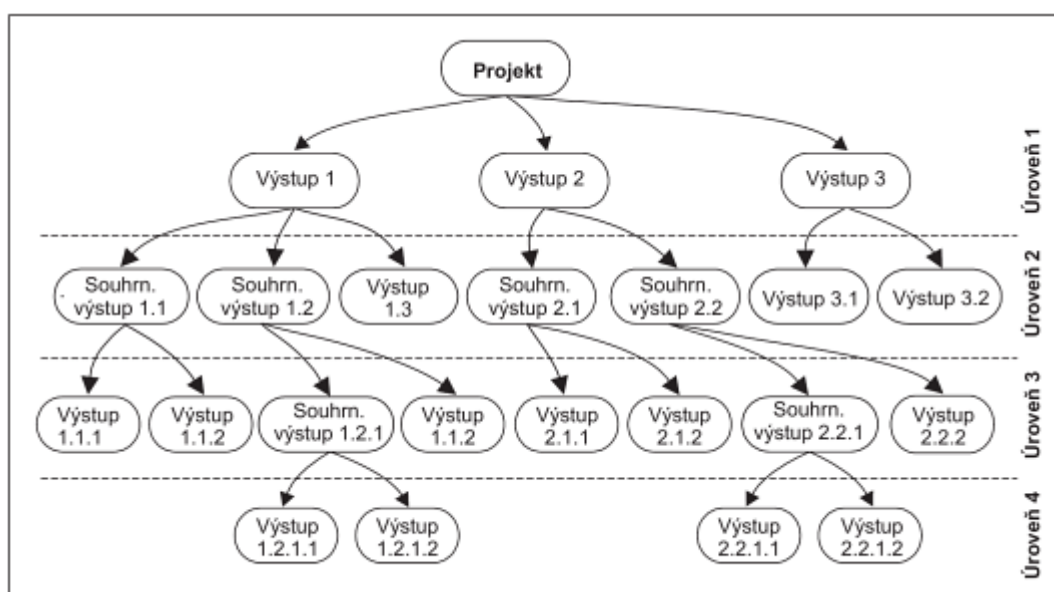 Projekt
Úroveň 1
Výstup 1
Výstup 2
Výstup 3
Úroveň 2
Souhrn.
výstup 1.1
Souhrn.
výstup 1.2
Výstup
1.3
Souhrn.
výstup 2.1
Souhrn.
výstup 2.2
Výstup 3.1
Výstup 3.2
Úroveň 3
Výstup
1.1.1
Výstup
1.1.2
Souhrn.
výstup 1.2.1
Výstup
1.1.2
Výstup
2.1.1
Výstup
2.1.2
Souhrn.
výstup 2.2.1
Výstup
2.2.2
Úroveň 4
Výstup
1.2.1.1
Výstup
1.2.1.2
Výstup
2.2.1.1
Výstup
2.2.1.2